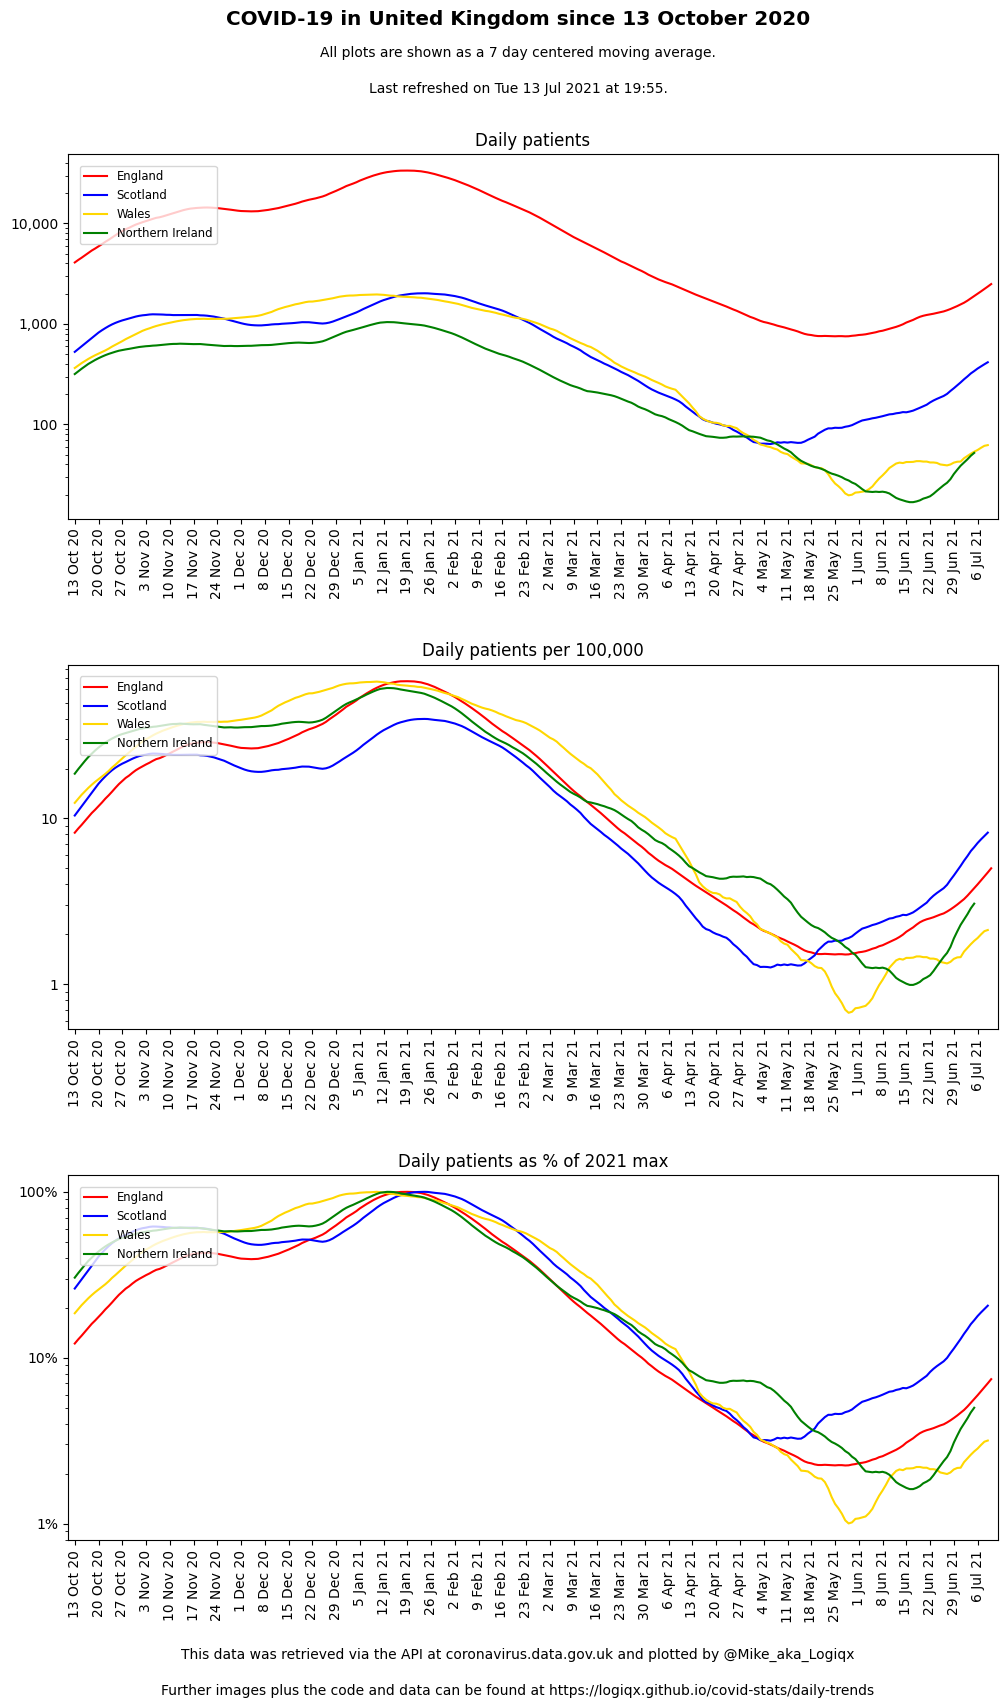 COVID-19 in United Kingdom since 13 October 2020
All plots are shown as a 7 day centered moving average.
Last refreshed on Tue 13 Jul 2021 at 19:55.
Daily patients
England
Scotland
Wales
Northern Ireland
10,000
1,000
100
13 Oct 20
20 Oct 20
27 Oct 20
3 Nov 20
10 Nov 20
17 Nov 20
24 Nov 20
1 Dec 20
8 Dec 20
15 Dec 20
22 Dec 20
29 Dec 20
5 Jan 21
12 Jan 21
19 Jan 21
26 Jan 21
2 Feb 21
9 Feb 21
16 Feb 21
23 Feb 21
2 Mar 21
9 Mar 21
16 Mar 21
23 Mar 21
30 Mar 21
6 Apr 21
13 Apr 21
20 Apr 21
27 Apr 21
4 May 21
11 May 21
18 May 21
25 May 21
1 Jun 21
8 Jun 21
15 Jun 21
22 Jun 21
29 Jun 21
6 Jul 21
Daily patients per 100,000
England
Scotland
Wales
Northern Ireland
10
1
13 Oct 20
20 Oct 20
27 Oct 20
3 Nov 20
10 Nov 20
17 Nov 20
24 Nov 20
1 Dec 20
8 Dec 20
15 Dec 20
22 Dec 20
29 Dec 20
5 Jan 21
12 Jan 21
19 Jan 21
26 Jan 21
2 Feb 21
9 Feb 21
16 Feb 21
23 Feb 21
2 Mar 21
9 Mar 21
16 Mar 21
23 Mar 21
30 Mar 21
6 Apr 21
13 Apr 21
20 Apr 21
27 Apr 21
4 May 21
11 May 21
18 May 21
25 May 21
1 Jun 21
8 Jun 21
15 Jun 21
22 Jun 21
29 Jun 21
6 Jul 21
Daily patients as % of 2021 max
England
Scotland
Wales
Northern Ireland
100%
10%
1%
13 Oct 20
20 Oct 20
27 Oct 20
3 Nov 20
10 Nov 20
17 Nov 20
24 Nov 20
1 Dec 20
8 Dec 20
15 Dec 20
22 Dec 20
29 Dec 20
5 Jan 21
12 Jan 21
19 Jan 21
26 Jan 21
2 Feb 21
9 Feb 21
16 Feb 21
23 Feb 21
2 Mar 21
9 Mar 21
16 Mar 21
23 Mar 21
30 Mar 21
6 Apr 21
13 Apr 21
20 Apr 21
27 Apr 21
4 May 21
11 May 21
18 May 21
25 May 21
1 Jun 21
8 Jun 21
15 Jun 21
22 Jun 21
29 Jun 21
6 Jul 21
This data was retrieved via the API at coronavirus.data.gov.uk and plotted by @Mike_aka_Logiqx
Further images plus the code and data can be found at https://logiqx.github.io/covid-stats/daily-trends